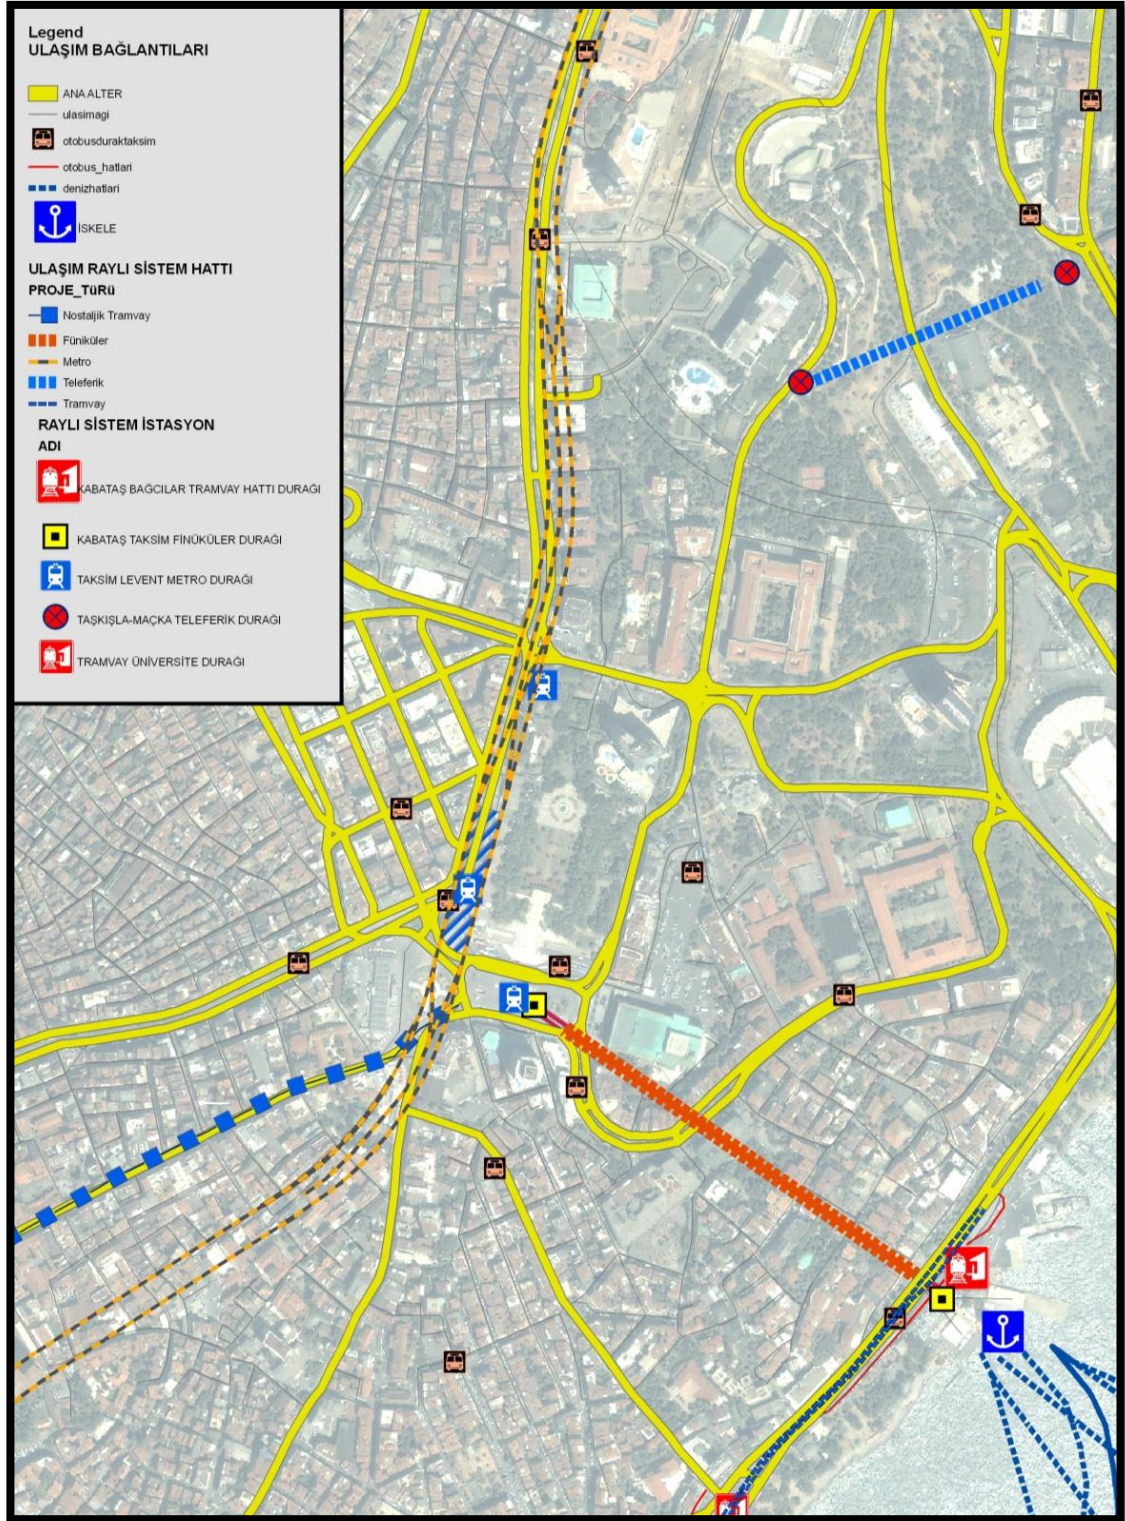 Legend
ULAŞIM BAĞLANTILARI
ANA ALTER
ulasimagi
otobusduraktaksim
otobus_hatlari
denizhatlari
İSKELE
ULAŞIM RAYLI SİSTEM HATTI
PROJE_TüRü
Nostaljik Tramvay
Füniküler
Metro
Teleferik
Tramvay
RAYLI SİSTEM İSTASYON
ADI
KABATAŞ BAĞCILAR TRAMVAY HATTI DURAĞI
KABATAŞ TAKSİM FİNÜKÜLER DURAĞI
TAKSİM LEVENT METRO DURAĞI
TAŞKIŞLA-MAÇKA TELEFERİK DURAĞI
TRAMVAY ÜNİVERSİTE DURAĞI